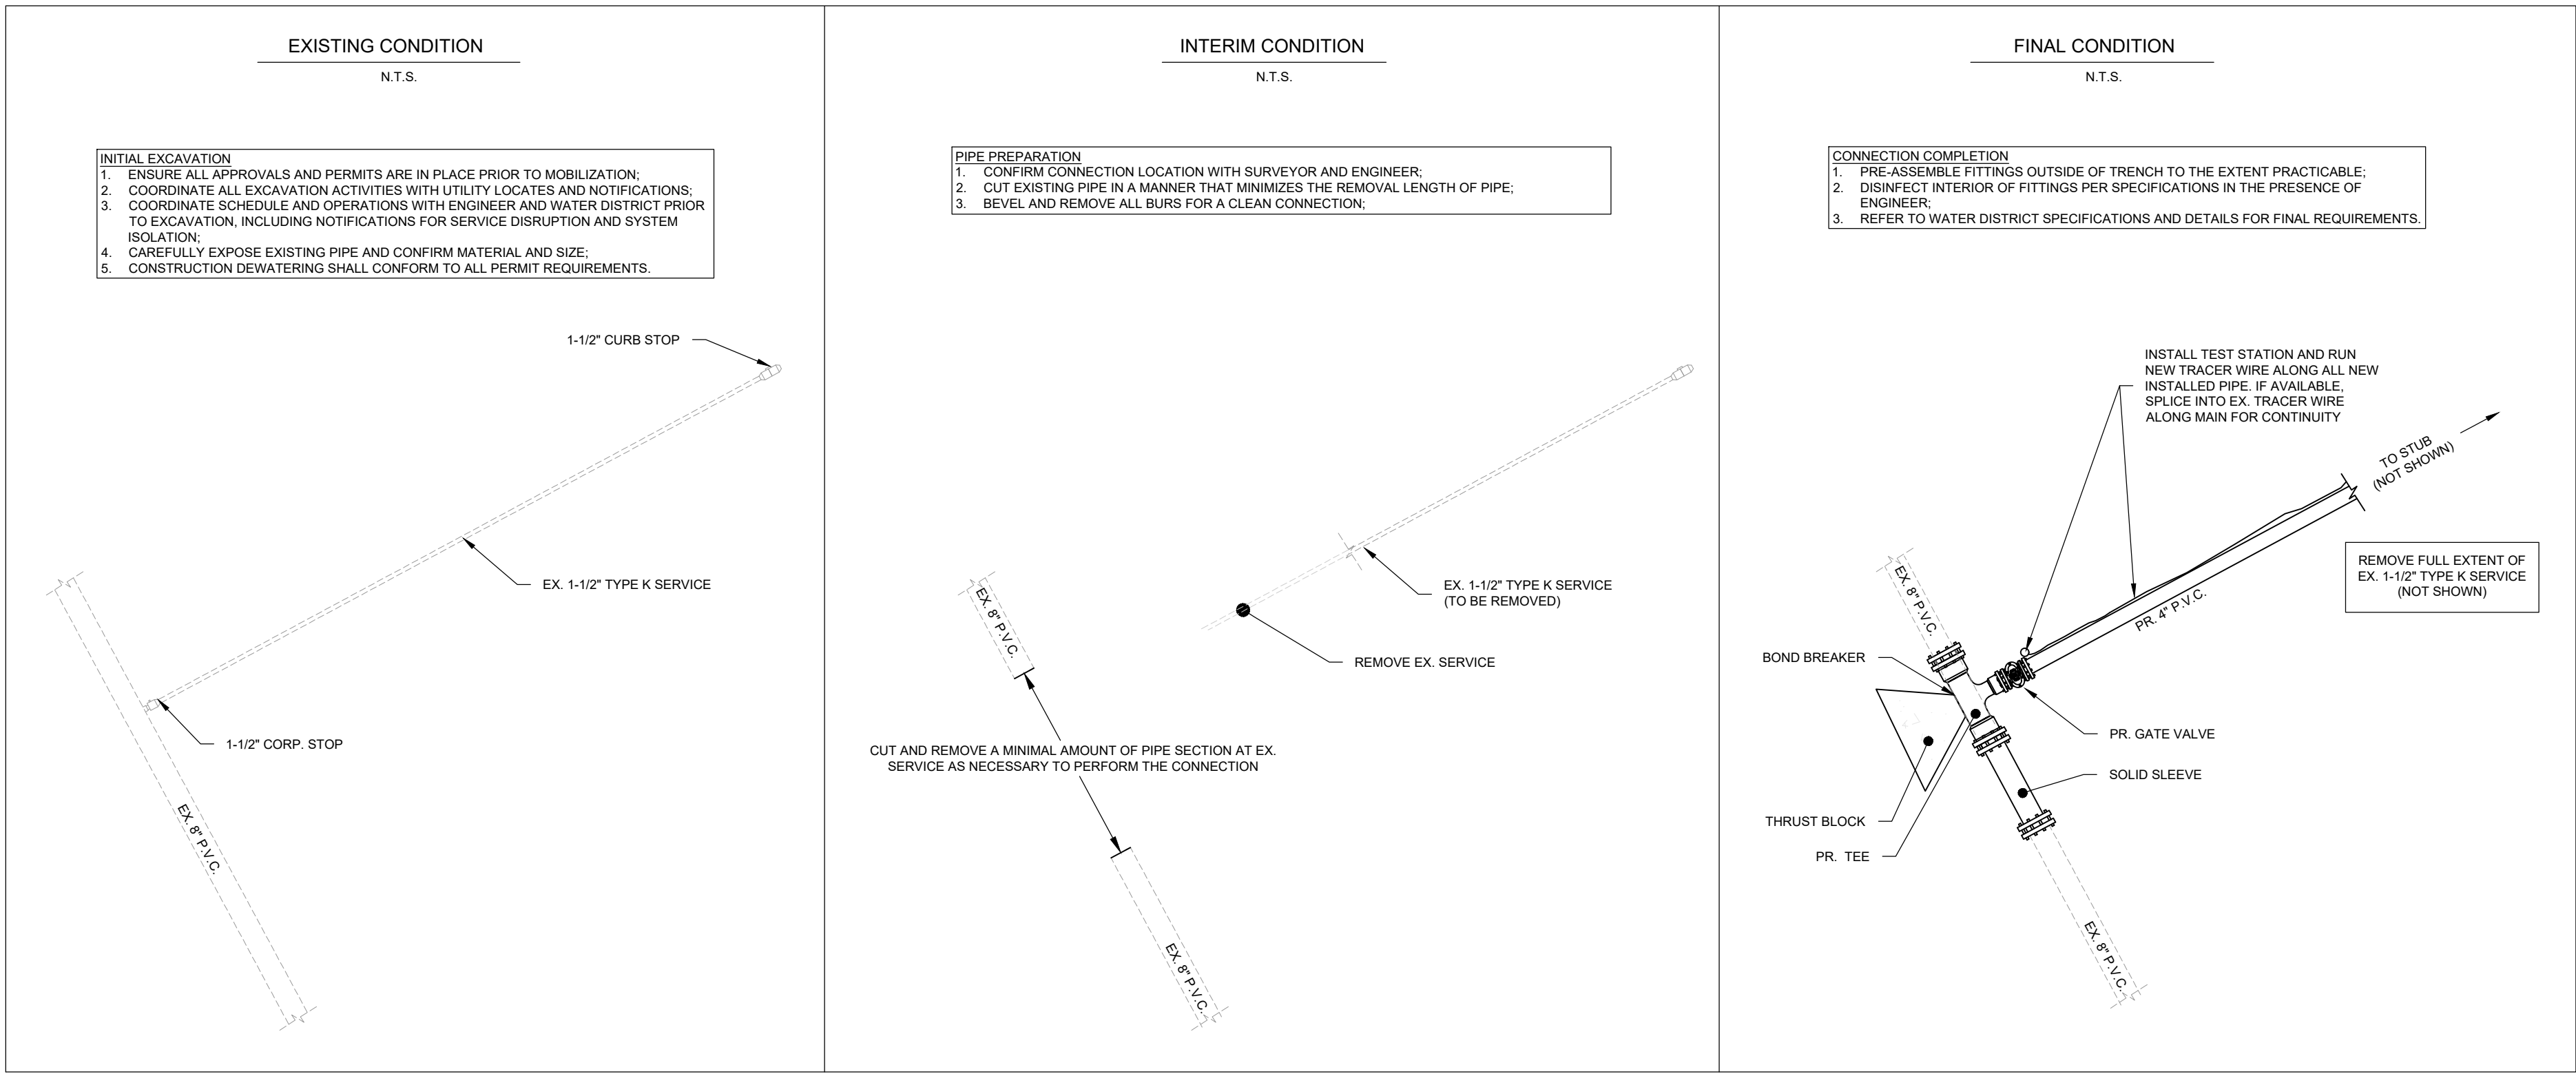 EXISTING CONDITION
N.T.S.
INITIAL EXCAVATION
1. ENSURE ALL APPROVALS AND PERMITS ARE IN PLACE PRIOR TO MOBILIZATION;
2. COORDINATE ALL EXCAVATION ACTIVITIES WITH UTILITY LOCATES AND NOTIFICATIONS;
3. COORDINATE SCHEDULE AND OPERATIONS WITH ENGINEER AND WATER DISTRICT PRIOR
TO EXCAVATION, INCLUDING NOTIFICATIONS FOR SERVICE DISRUPTION AND SYSTEM
ISOLATION;
4. CAREFULLY EXPOSE EXISTING PIPE AND CONFIRM MATERIAL AND SIZE;
5. CONSTRUCTION DEWATERING SHALL CONFORM TO ALL PERMIT REQUIREMENTS.
1-1/2" CURB STOP
EX. 1-1/2" TYPE K SERVICE
1-1/2" CORP. STOP
EX. 8" P.V.C.
INTERIM CONDITION
N.T.S.
PIPE PREPARATION
1. CONFIRM CONNECTION LOCATION WITH SURVEYOR AND ENGINEER;
2. CUT EXISTING PIPE IN A MANNER THAT MINIMIZES THE REMOVAL LENGTH OF PIPE;
3. BEVEL AND REMOVE ALL BURS FOR A CLEAN CONNECTION;
EX. 1-1/2" TYPE K SERVICE
(TO BE REMOVED)
EX. 8" P.V.C.
REMOVE EX. SERVICE
CUT AND REMOVE A MINIMAL AMOUNT OF PIPE SECTION AT EX.
SERVICE AS NECESSARY TO PERFORM THE CONNECTION
EX. 8" P.V.C.
FINAL CONDITION
N.T.S.
CONNECTION COMPLETION
1. PRE-ASSEMBLE FITTINGS OUTSIDE OF TRENCH TO THE EXTENT PRACTICABLE;
2. DISINFECT INTERIOR OF FITTINGS PER SPECIFICATIONS IN THE PRESENCE OF
ENGINEER;
3. REFER TO WATER DISTRICT SPECIFICATIONS AND DETAILS FOR FINAL REQUIREMENTS.
INSTALL TEST STATION AND RUN
NEW TRACER WIRE ALONG ALL NEW
INSTALLED PIPE. IF AVAILABLE,
SPLICE INTO EX. TRACER WIRE
ALONG MAIN FOR CONTINUITY
TO STUB
(NOT SHOWN)
REMOVE FULL EXTENT OF
EX. 1-1/2" TYPE K SERVICE
(NOT SHOWN)
EX. 8" P.V.C.
PR. 4" P.V.C.
BOND BREAKER
PR. GATE VALVE
SOLID SLEEVE
THRUST BLOCK
PR. TEE
EX. 8" P.V.C.